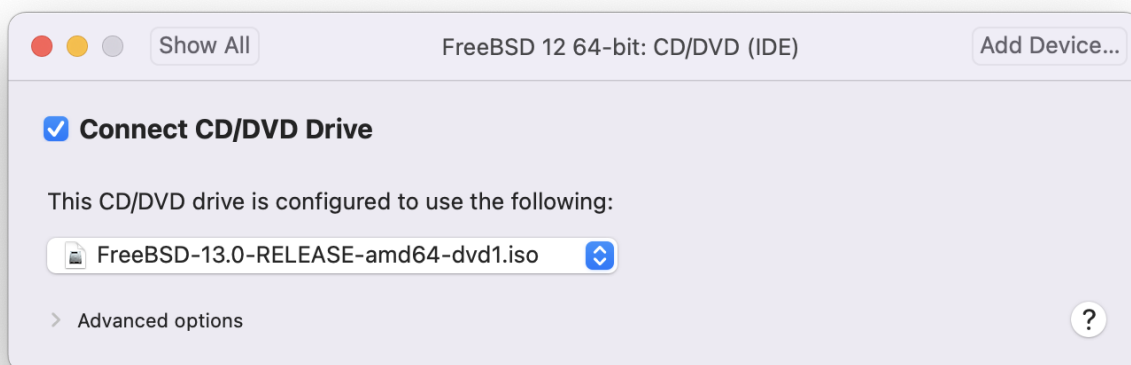 Show All FreeBSD 12 64-bit: CD/DVD (IDE) Add Device...
Connect CD/DVD Drive
This CD/DVD drive is configured to use the following:
FreeBSD-13.0-RELEASE-amd64-dvd1.iso
Advanced options ?